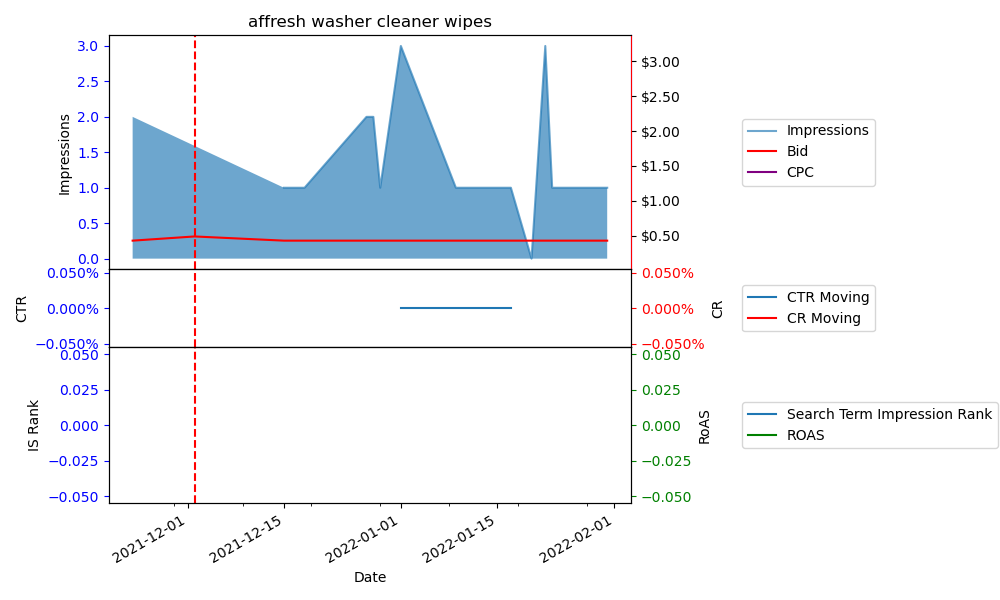 affresh washer cleaner wipes
3.0
2.5
2.0
1.5
1.0
0.5
0.0
Impressions
$3.00
$2.50
$2.00
$1.50
$1.00
$0.50
Impressions
Bid
CPC
0.050%
0.000%
−0.050%
CTR
0.050%
0.000%
−0.050%
CR
CTR Moving
CR Moving
0.050
0.025
0.000
−0.025
−0.050
IS Rank
0.050
0.025
0.000
−0.025
−0.050
RoAS
Search Term Impression Rank
ROAS
2021-12-01
2021-12-15
2022-01-01
2022-01-15
2022-02-01
Date